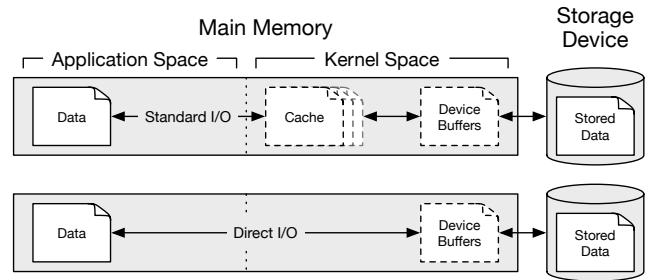 Main Memory
Storage
Device
Application Space
Kernel Space
Data
Standard I/O
Cache
Device
Buffers
Stored
Data
Data
Direct I/O
Device
Buffers
Stored
Data